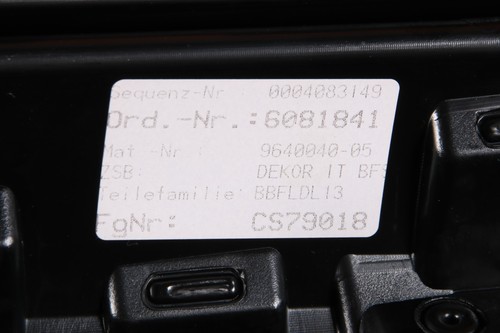 Sequenz-Nr 0004083149
Ord.-Nr.:6081841
Mat -Nr.: 9640040-05
ZSB: DEKOR IT BFS
Teilefamilie: BBFLDL13
FgNr: CS79018